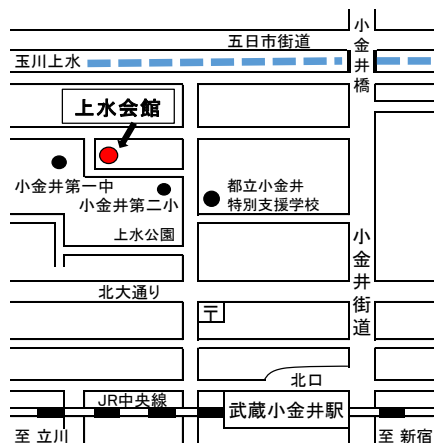 五日市街道
玉川上水
小金井橋
上水会館
小金井第一中
小金井第二小
都立小金井
特別支援学校
上水公園
小金井街道
北大通り
〒
北口
JR中央線
武蔵小金井駅
至 立川
至 新宿